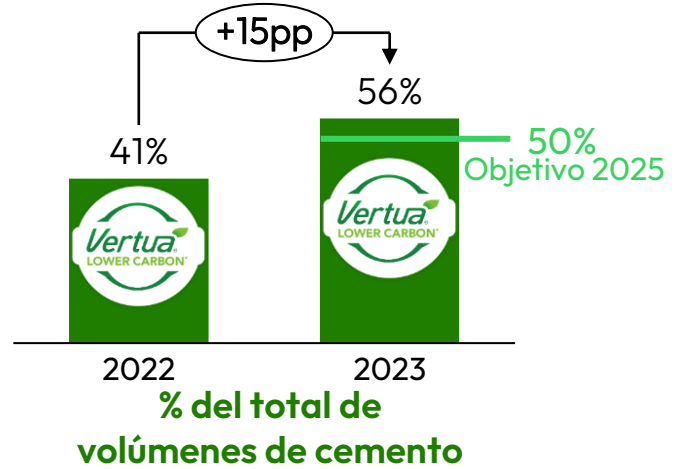 +15pp
56%
41%
50%
Objetivo 2025
Vertua®
LOWER CARBON
Vertua®
LOWER CARBON
2022
2023
% del total de
volúmenes de cemento